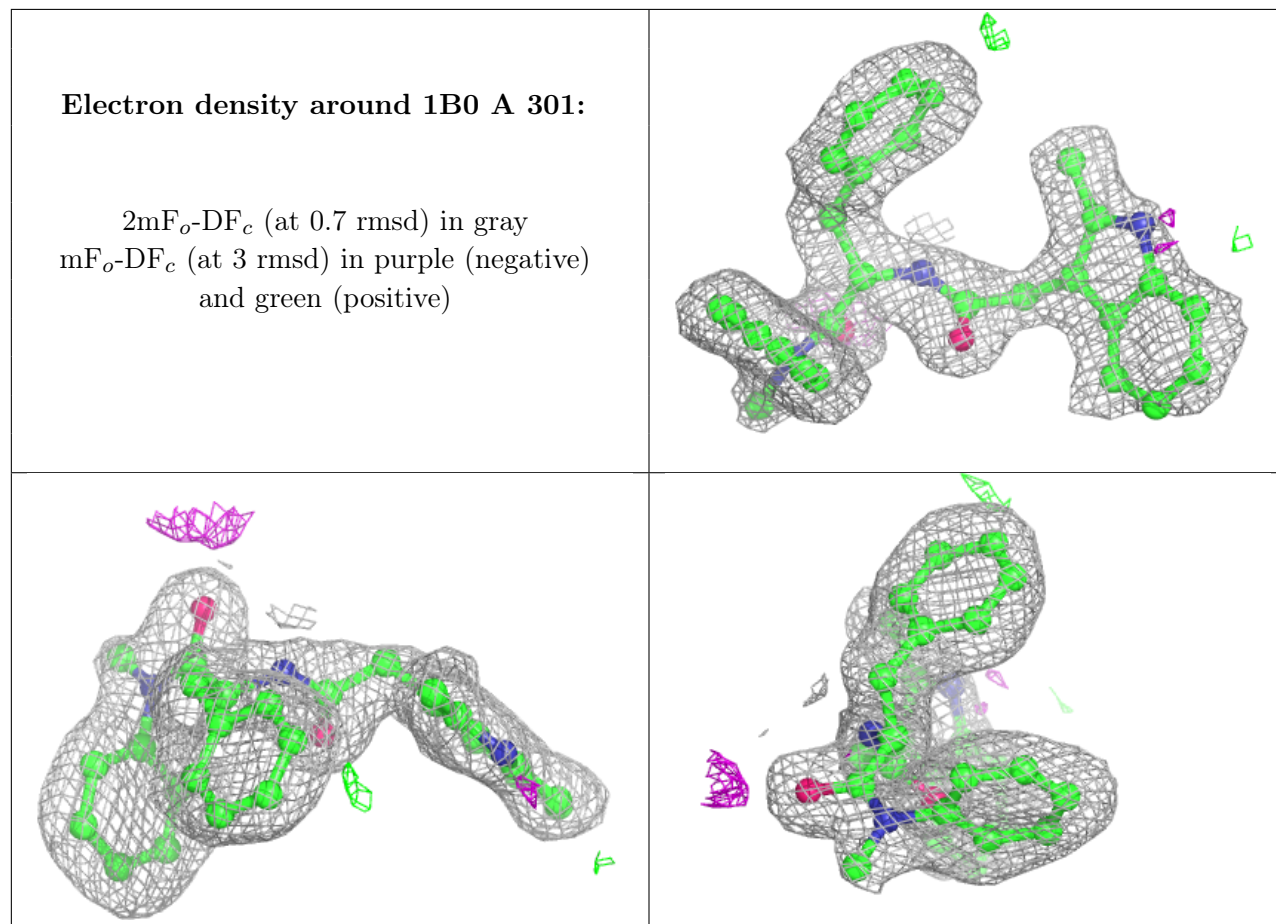 Electron density around 1B0 A 301:
2mFo-DFc (at 0.7 rmsd) in gray
mFo-DFc (at 3 rmsd) in purple (negative)
and green (positive)